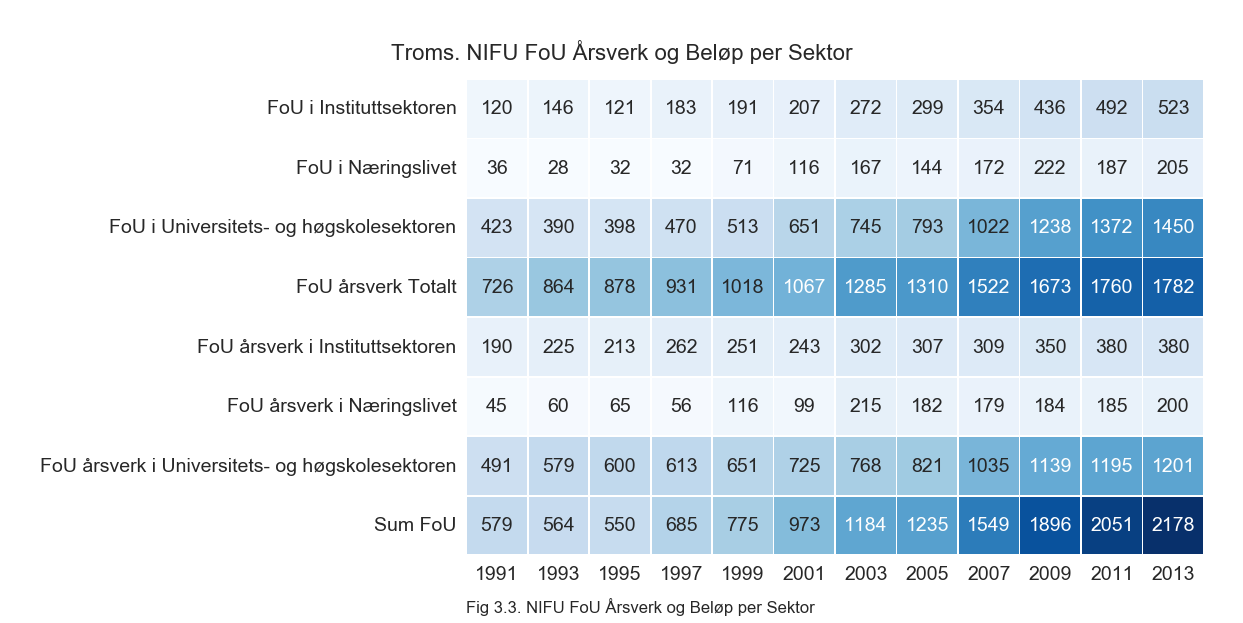 Troms. NIFU FoU Årsverk og Beløp per Sektor
FoU i Instituttsektoren 120 146 121 183 191 207 272 299 354 436 492 523
FoU i Næringslivet 36 28 32 32 71 116 167 144 172 222 187 205
FoU i Universitets- og høgskolesektoren 423 390 398 470 513 651 745 793 1022 1238 1372 1450
FoU årsverk Totalt 726 864 878 931 1018 1067 1285 1310 1522 1673 1760 1782
FoU årsverk i Instituttsektoren 190 225 213 262 251 243 302 307 309 350 380 380
FoU årsverk i Næringslivet 45 60 65 56 116 99 215 182 179 184 185 200
FoU årsverk i Universitets- og høgskolesektoren 491 579 600 613 651 725 768 821 1035 1139 1195 1201
Sum FoU 579 564 550 685 775 973 1184 1235 1549 1896 2051 2178
1991 1993 1995 1997 1999 2001 2003 2005 2007 2009 2011 2013
Fig 3.3. NIFU FoU Årsverk og Beløp per Sektor